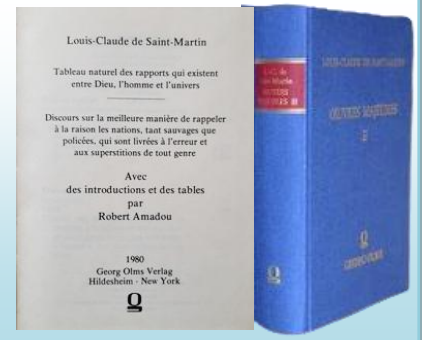 Louis-Claude de Saint-Martin
Tableau naturel des rapports qui existent
entre Dieu, l'homme et l'univers
Discours sur la meilleure manière de rappeler
à la raison les nations, tant sauvages que
policées, qui sont livrées à l'erreur et
aux superstitions de tout genre
Avec
des introductions et des tables
par
Robert Amadou
1980
Georg Olms Verlag
Hildesheim · New York
LOUIS-CLAUDE DE SAINT-MARTIN
OEUVRES MAJEURES